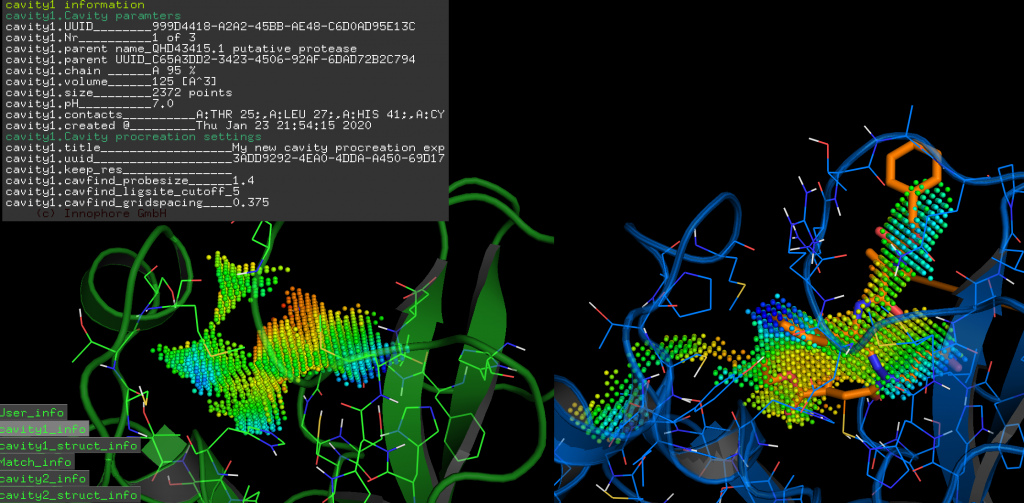 cavity1 information
cavity1.Cavity paramters
cavity1.UUID________999D4418-A2A2-45BB-AE48-C6D0AD95E13C
cavity1.Nr__________1 of 3
cavity1.parent name_QHD43415.1 putative protease
cavity1.parent UUID_C65A3DD2-3423-4506-92AF-6DAD72B2C794
cavity1.chain ______A 95 %
cavity1.volume______125 [A^3]
cavity1.size________2372 points
cavity1.pH__________7.0
cavity1.contacts__________A:THR 25;,A:LEU 27;,A:HIS 41;,A:CY
cavity1.created @_________Thu Jan 23 21:54:15 2020
cavity1.Cavity procreation settings
cavity1.title__________________My new cavity procreation exp
cavity1.uuid___________________3ADD9292-4EA0-4DDA-A450-69D17
cavity1.keep_res_______________
cavity1.cavfind_probesize______1.4
cavity1.cavfind_ligsite_cutoff_5
cavity1.cavfind_gridspacing____0.375
(c) Innophore GmbH
User_info
cavity1_info
cavity1_struct_info
Match_info
cavity2_info
cavity2_struct_info